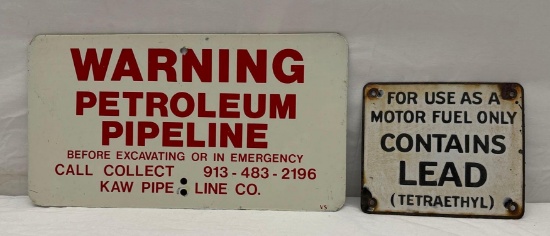 WARNING
PETROLEUM
PIPELINE
BEFORE EXCAVATING OR IN EMERGENCY
CALL COLLECT 913-483-2196
KAW PIPE LINE CO.
FOR USE AS A
MOTOR FUEL ONLY
CONTAINS
LEAD
(TETRAETHYL)